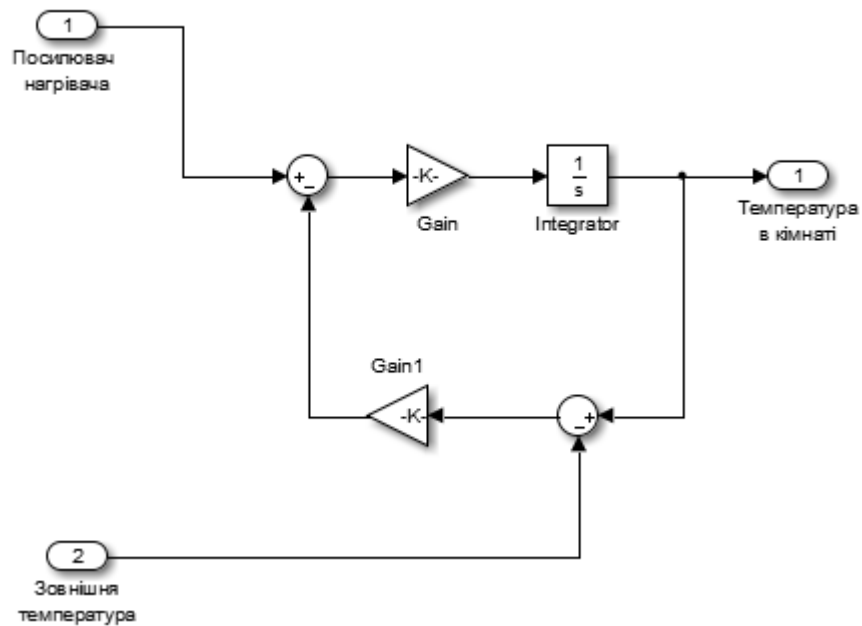 1
Посилювач
нагрівача
+
_
-K-
Gain
1
s
Integrator
1
Температура
в кімнаті
Gain1
-K-
_
+
2
Зовнішня
температура